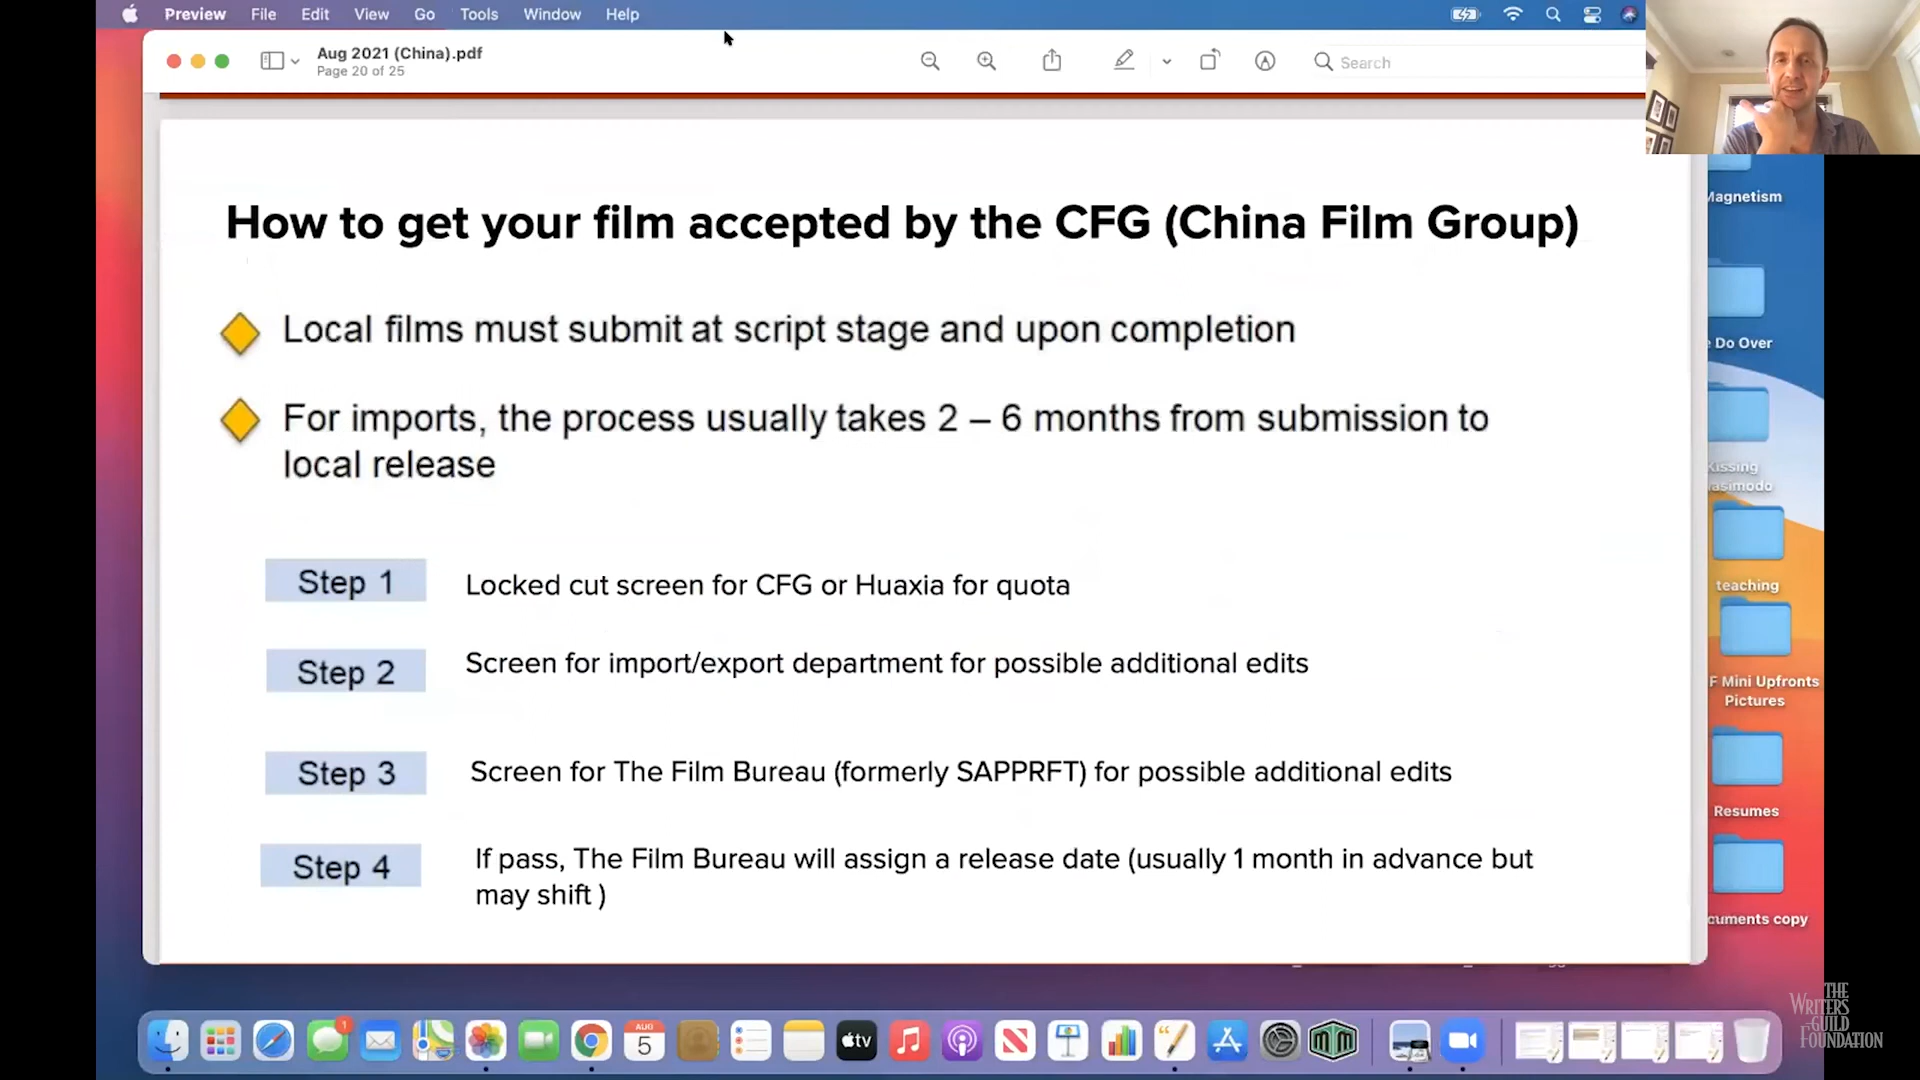 Preview File Edit View Go Tools Window Help
Aug 2021 (China).pdf
Page 20 of 25
Search
How to get your film accepted by the CFG (China Film Group)
Local films must submit at script stage and upon completion
For imports, the process usually takes 2 – 6 months from submission to
local release
Step 1 Locked cut screen for CFG or Huaxia for quota
Step 2 Screen for import/export department for possible additional edits
Step 3 Screen for The Film Bureau (formerly SAPPRFT) for possible additional edits
Step 4 If pass, The Film Bureau will assign a release date (usually 1 month in advance but
may shift )
Magnetism
Do Over
Kissing
asimodo
teaching
F Mini Upfronts
Pictures
Resumes
cuments copy
1
AUG
5
tv
THE
WRITERS
GUILD
FOUNDATION